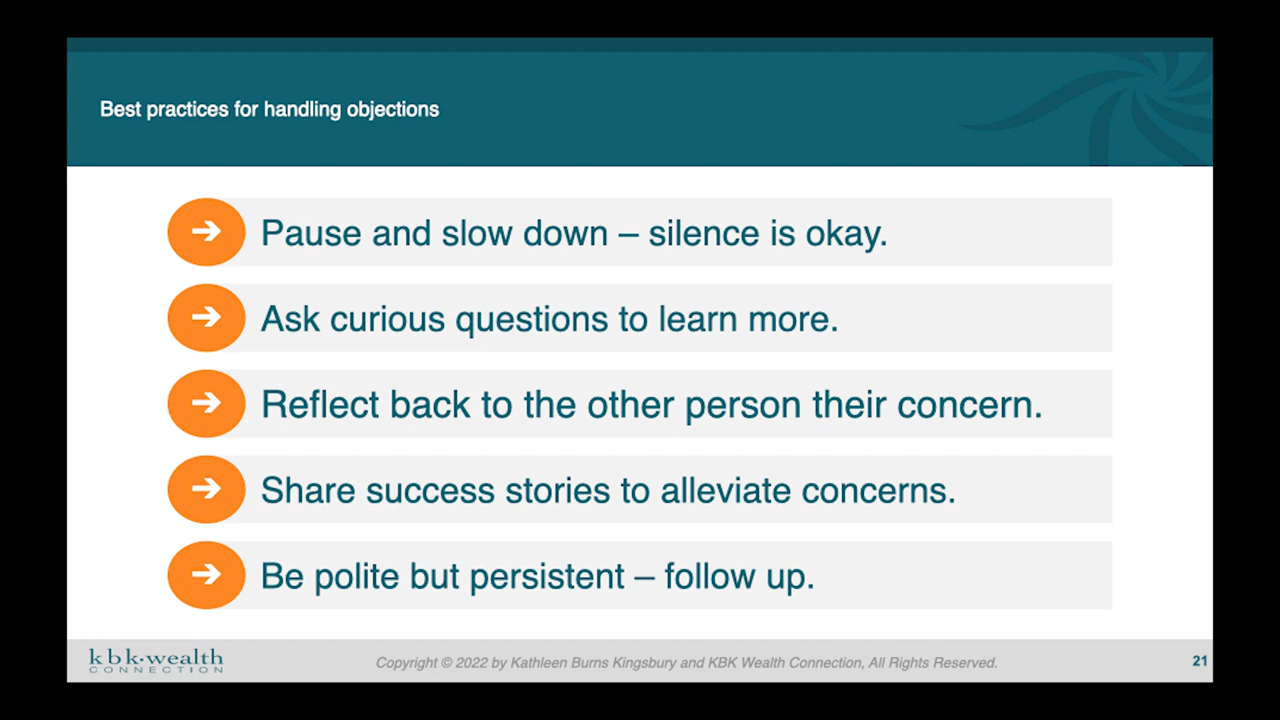 Best practices for handling objections
Pause and slow down – silence is okay.
Ask curious questions to learn more.
Reflect back to the other person their concern.
Share success stories to alleviate concerns.
Be polite but persistent – follow up.
kbk·wealth
CONNECTION
Copyright © 2022 by Kathleen Burns Kingsbury and KBK Wealth Connection, All Rights Reserved.
21